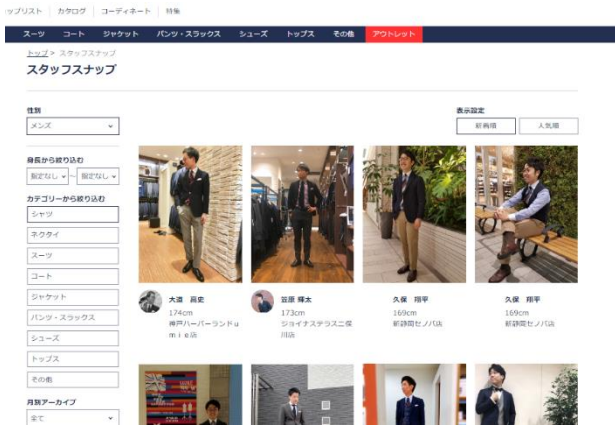 ップリスト カタログ コーディネート 特集
スーツ コート ジャケット パンツ・スラックス シューズ トップス その他 アウトレット
トップ > スタッフスナップ
スタッフスナップ
性別
メンズ
表示設定
新着順 人気順
身長から絞り込む
指定なし ~ 指定なし
カテゴリーから絞り込む
シャツ
ネクタイ
スーツ
コート
ジャケット
パンツ・スラックス
シューズ
トップス
その他
月別アーカイブ
全て
大道 昌史
174cm
神戸ハーバーランドu
mie店
笠原 輝太
173cm
ジョイナステラス二俣
川店
久保 翔平
169cm
新静岡セノバ店
久保 翔平
169cm
新静岡セノバ店